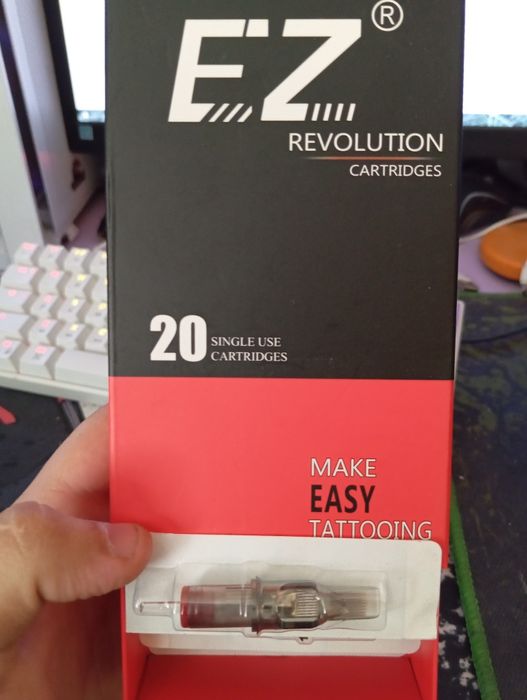 EZ®
REVOLUTION
CARTRIDGES
20 SINGLE USE
CARTRIDGES
MAKE
EASY
TATTOOING